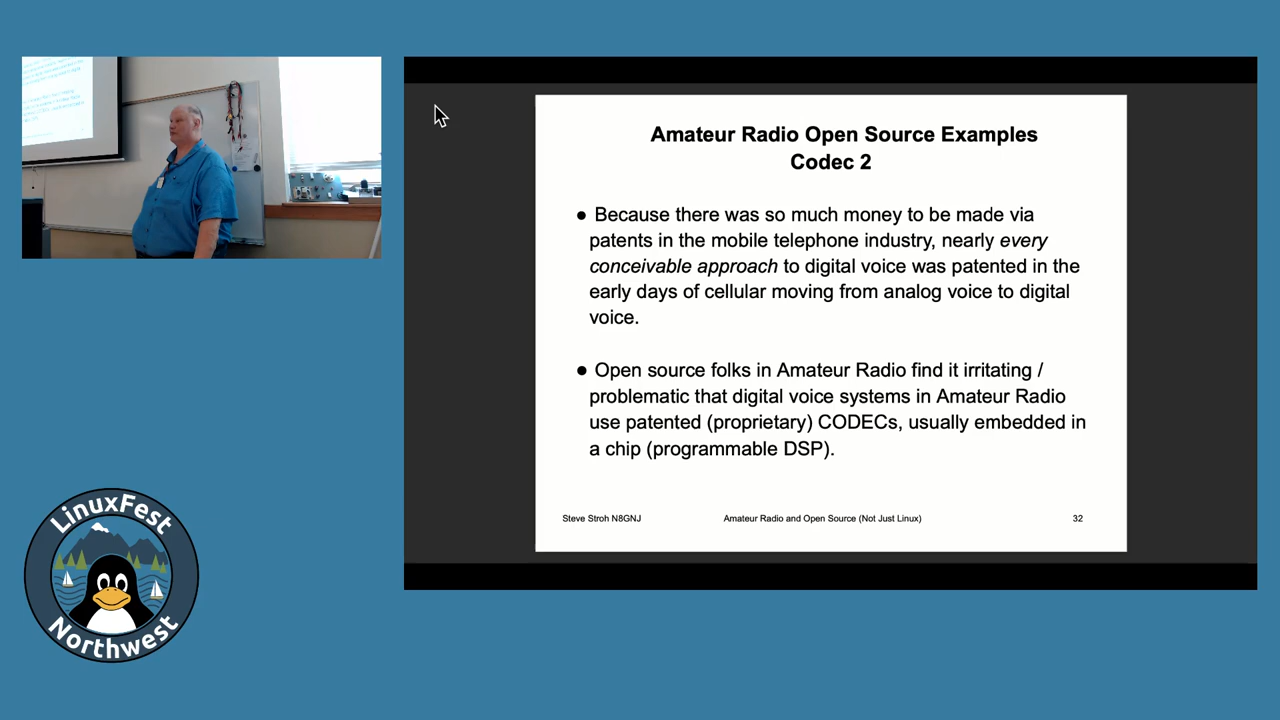 Amateur Radio Open Source Examples
Codec 2
● Because there was so much money to be made via
patents in the mobile telephone industry, nearly every
conceivable approach to digital voice was patented in the
early days of cellular moving from analog voice to digital
voice.
● Open source folks in Amateur Radio find it irritating /
problematic that digital voice systems in Amateur Radio
use patented (proprietary) CODECs, usually embedded in
a chip (programmable DSP).
Steve Stroh N8GNJ
Amateur Radio and Open Source (Not Just Linux)
32
LinuxFest
Northwest